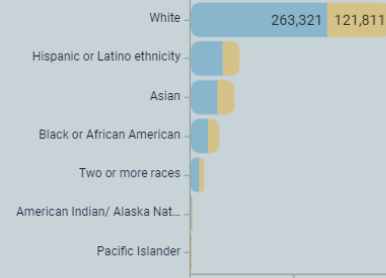 White 263,321 121,811
Hispanic or Latino ethnicity
Asian
Black or African American
Two or more races
American Indian/ Alaska Nat...
Pacific Islander